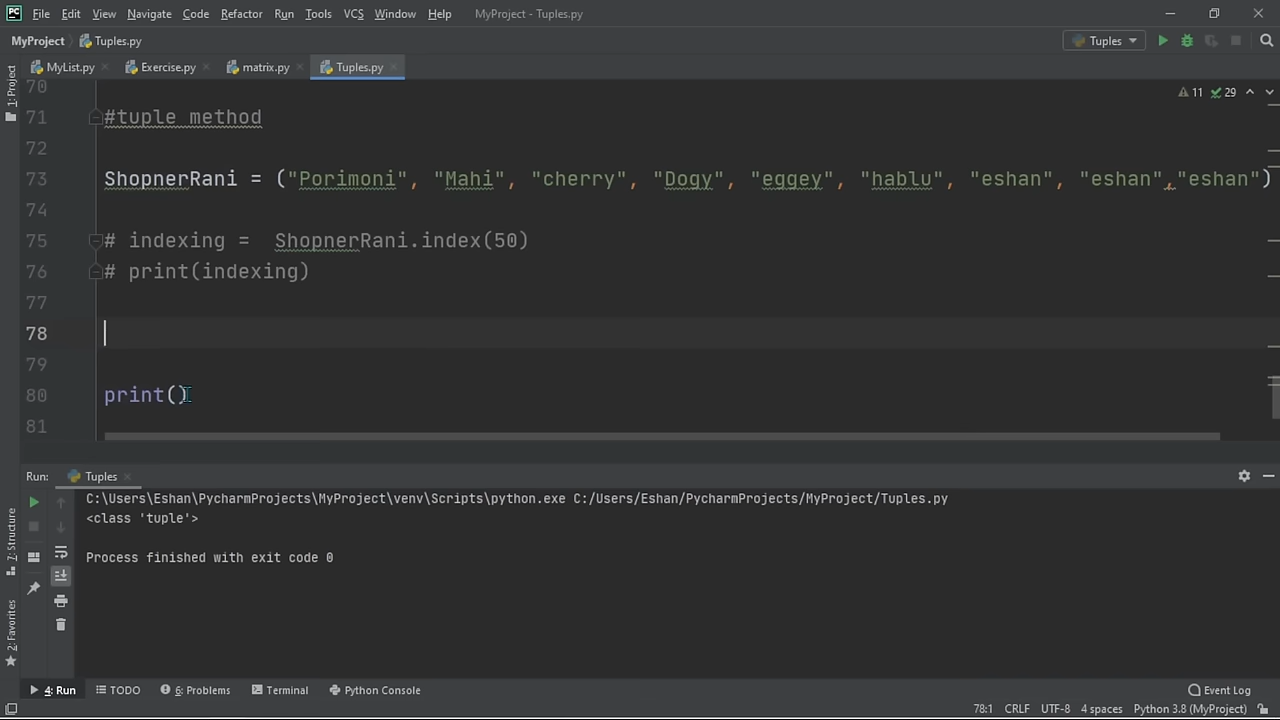 File Edit View Navigate Code Refactor Run Tools VCS Window Help MyProject - Tuples.py
MyProject Tuples.py Tuples
1: Project
MyList.py Exercise.py matrix.py Tuples.py
70
11 29
71 #tuple method
72
73 ShopnerRani = ("Porimoni", "Mahi", "cherry", "Dogy", "eggey", "hablu", "eshan", "eshan","eshan")
74
75 # indexing =  ShopnerRani.index(50)
76 # print(indexing)
77
78
79
80 print()
81
Run: Tuples
C:\Users\Eshan\PycharmProjects\MyProject\venv\Scripts\python.exe C:/Users/Eshan/PycharmProjects/MyProject/Tuples.py
<class 'tuple'>
Process finished with exit code 0
7: Structure
2: Favorites
4: Run TODO 6: Problems Terminal Python Console Event Log
78:1 CRLF UTF-8 4 spaces Python 3.8 (MyProject)